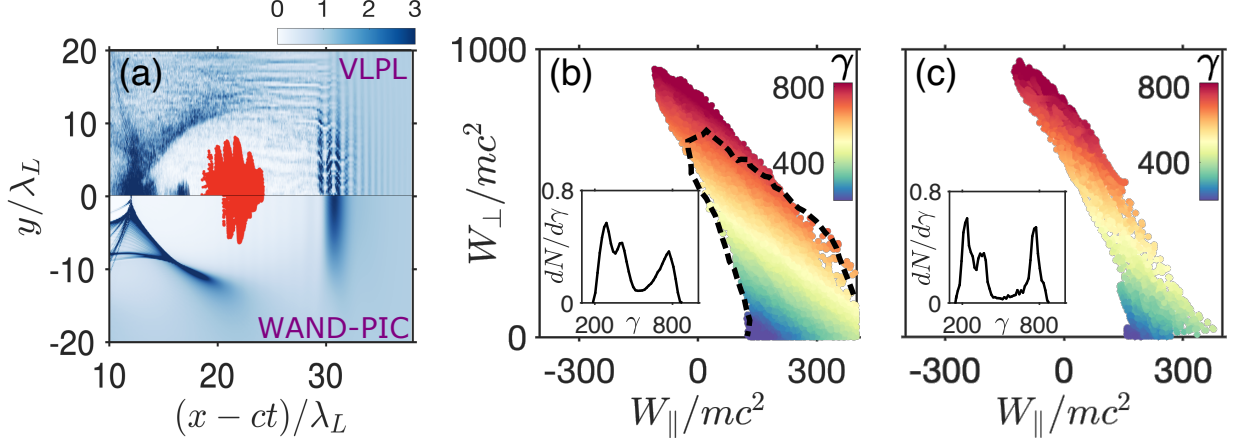 0 1 2 3
(a)
VLPL
WAND-PIC
20
10
0
-10
-20
y/λ_L
10 20 30
(x − ct)/λ_L
(b)
γ
800
400
1000
0
W_⊥/mc²
0.8
0
dN/dγ
200 γ 800
-300 0 300
W_∥/mc²
(c)
γ
800
400
0.8
0
dN/dγ
200 γ 800
-300 0 300
W_∥/mc²